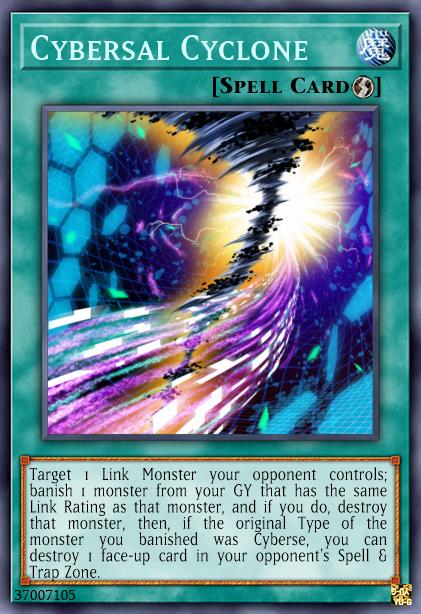 CYBERSAL CYCLONE
魔
[SPELL CARD]
Target 1 Link Monster your opponent controls;
banish 1 monster from your GY that has the same
Link Rating as that monster, and if you do, destroy
that monster, then, if the original Type of the
monster you banished was Cyberse, you can
destroy 1 face-up card in your opponent's Spell &
Trap Zone.
37007105